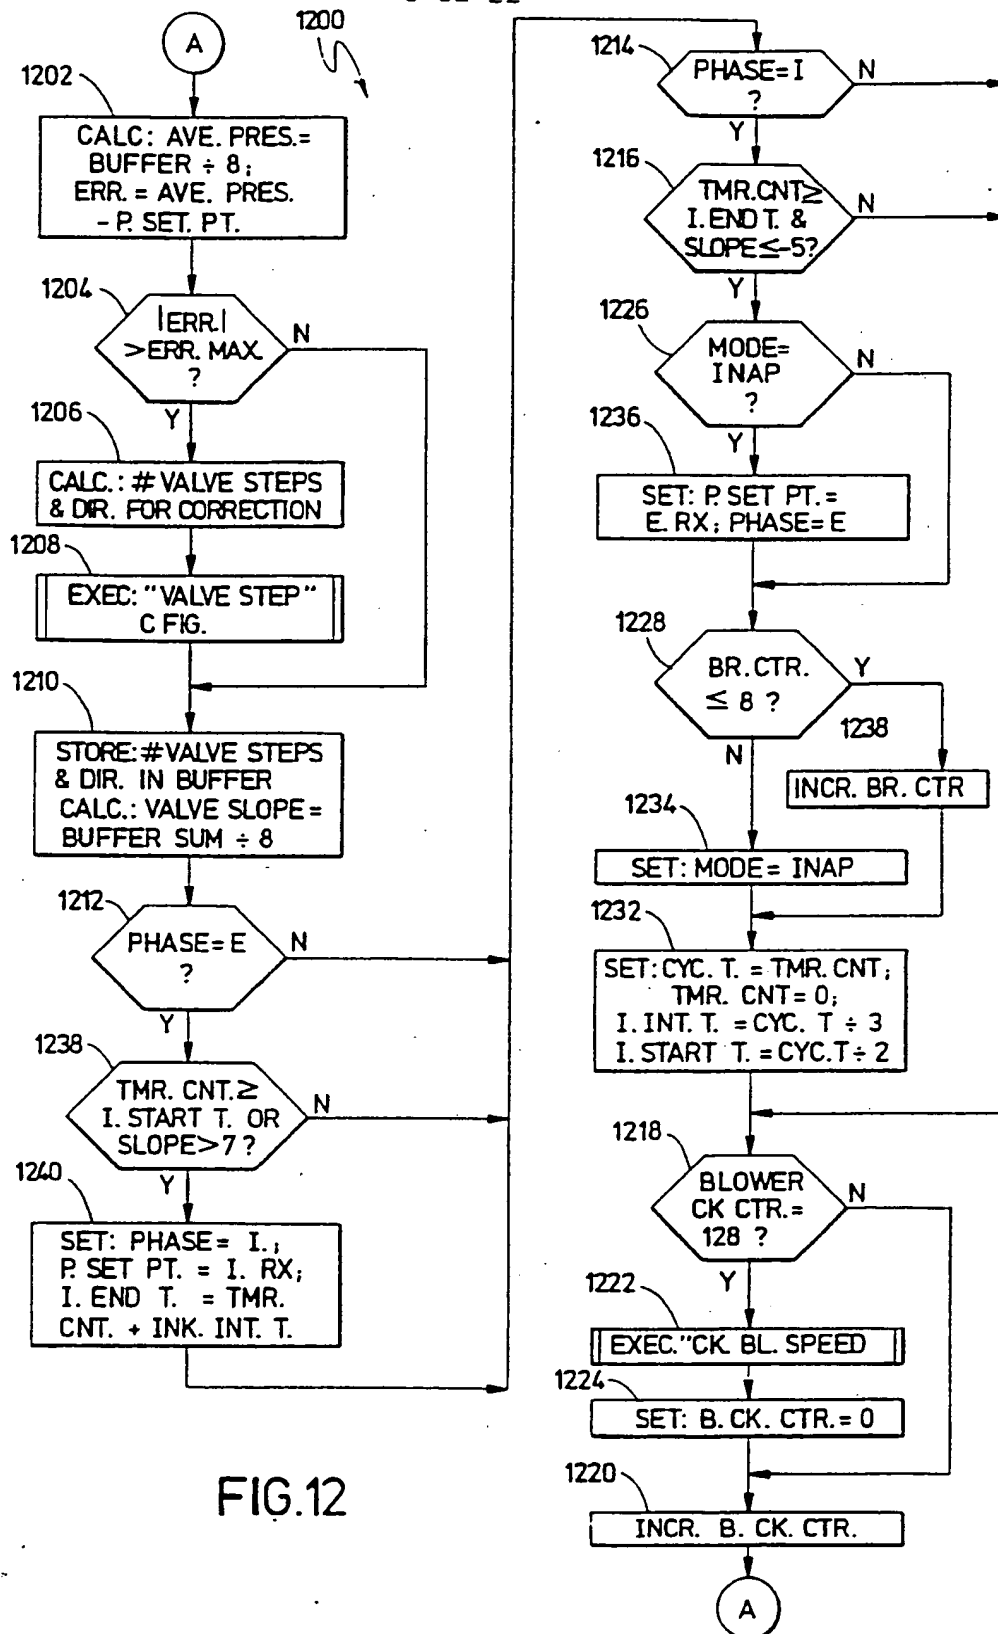 1200
A
1202
CALC: AVE. PRES.=
BUFFER ÷ 8;
ERR. = AVE. PRES.
- P. SET. PT.
1204
|ERR.|
>ERR. MAX.
?
N
Y
1206
CALC.: # VALVE STEPS
& DIR. FOR CORRECTION
1208
EXEC: "VALVE STEP"
C FIG.
1210
STORE: #VALVE STEPS
& DIR. IN BUFFER
CALC.: VALVE SLOPE=
BUFFER SUM ÷ 8
1212
PHASE= E
?
N
Y
1238
TMR. CNT.≥
I. START T. OR
SLOPE>7?
N
Y
1240
SET: PHASE= I.;
P. SET PT. = I. RX;
I. END T. = TMR.
CNT. + INK. INT. T.
FIG.12
1214
PHASE= I
?
N
Y
1216
TMR.CNT≥
I. END T. &
SLOPE≤-5?
N
Y
1226
MODE=
INAP
?
N
Y
1236
SET: P. SET PT. =
E. RX; PHASE= E
1228
BR. CTR.
≤ 8 ?
Y
N
1238
INCR. BR. CTR
1234
SET: MODE= INAP
1232
SET: CYC. T. = TMR. CNT;
TMR. CNT= 0;
I. INT. T. = CYC. T ÷ 3
I. START T. = CYC.T÷ 2
1218
BLOWER
CK CTR.=
128 ?
N
Y
1222
EXEC."CK. BL. SPEED
1224
SET: B. CK. CTR.= 0
1220
INCR. B. CK. CTR.
A